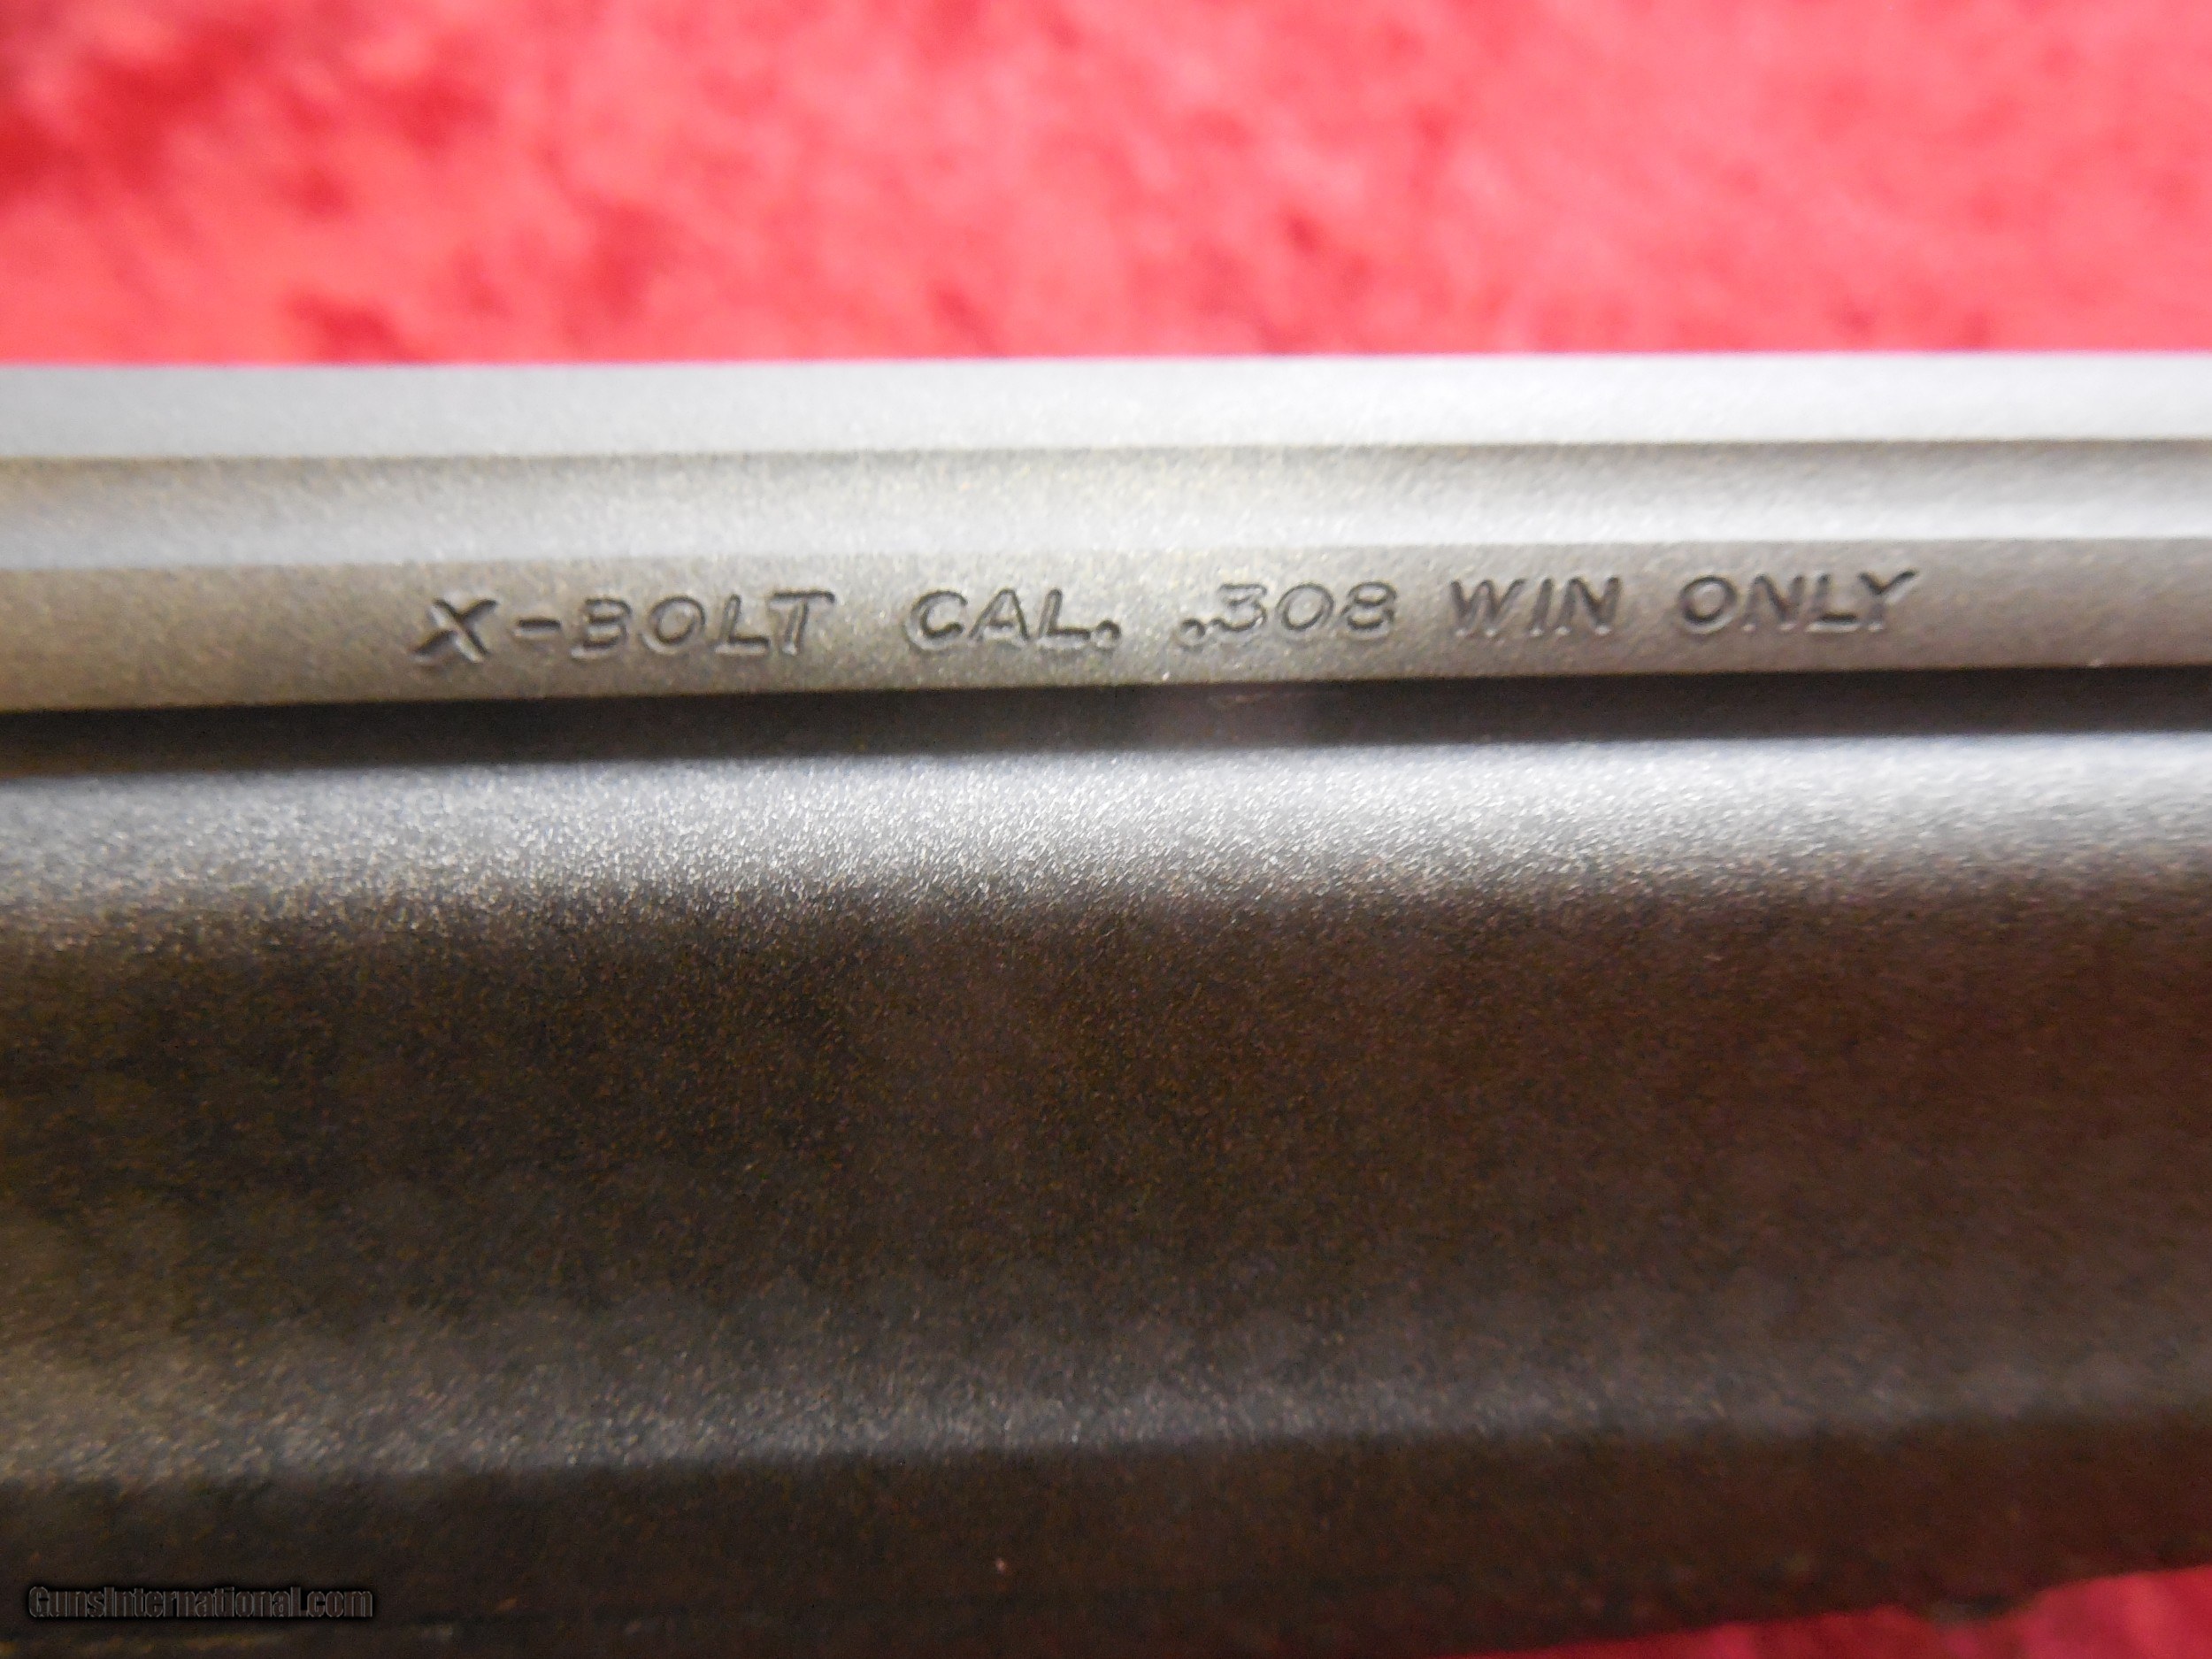 X-BOLT CAL. .308 WIN ONLY
GunsInternational.com